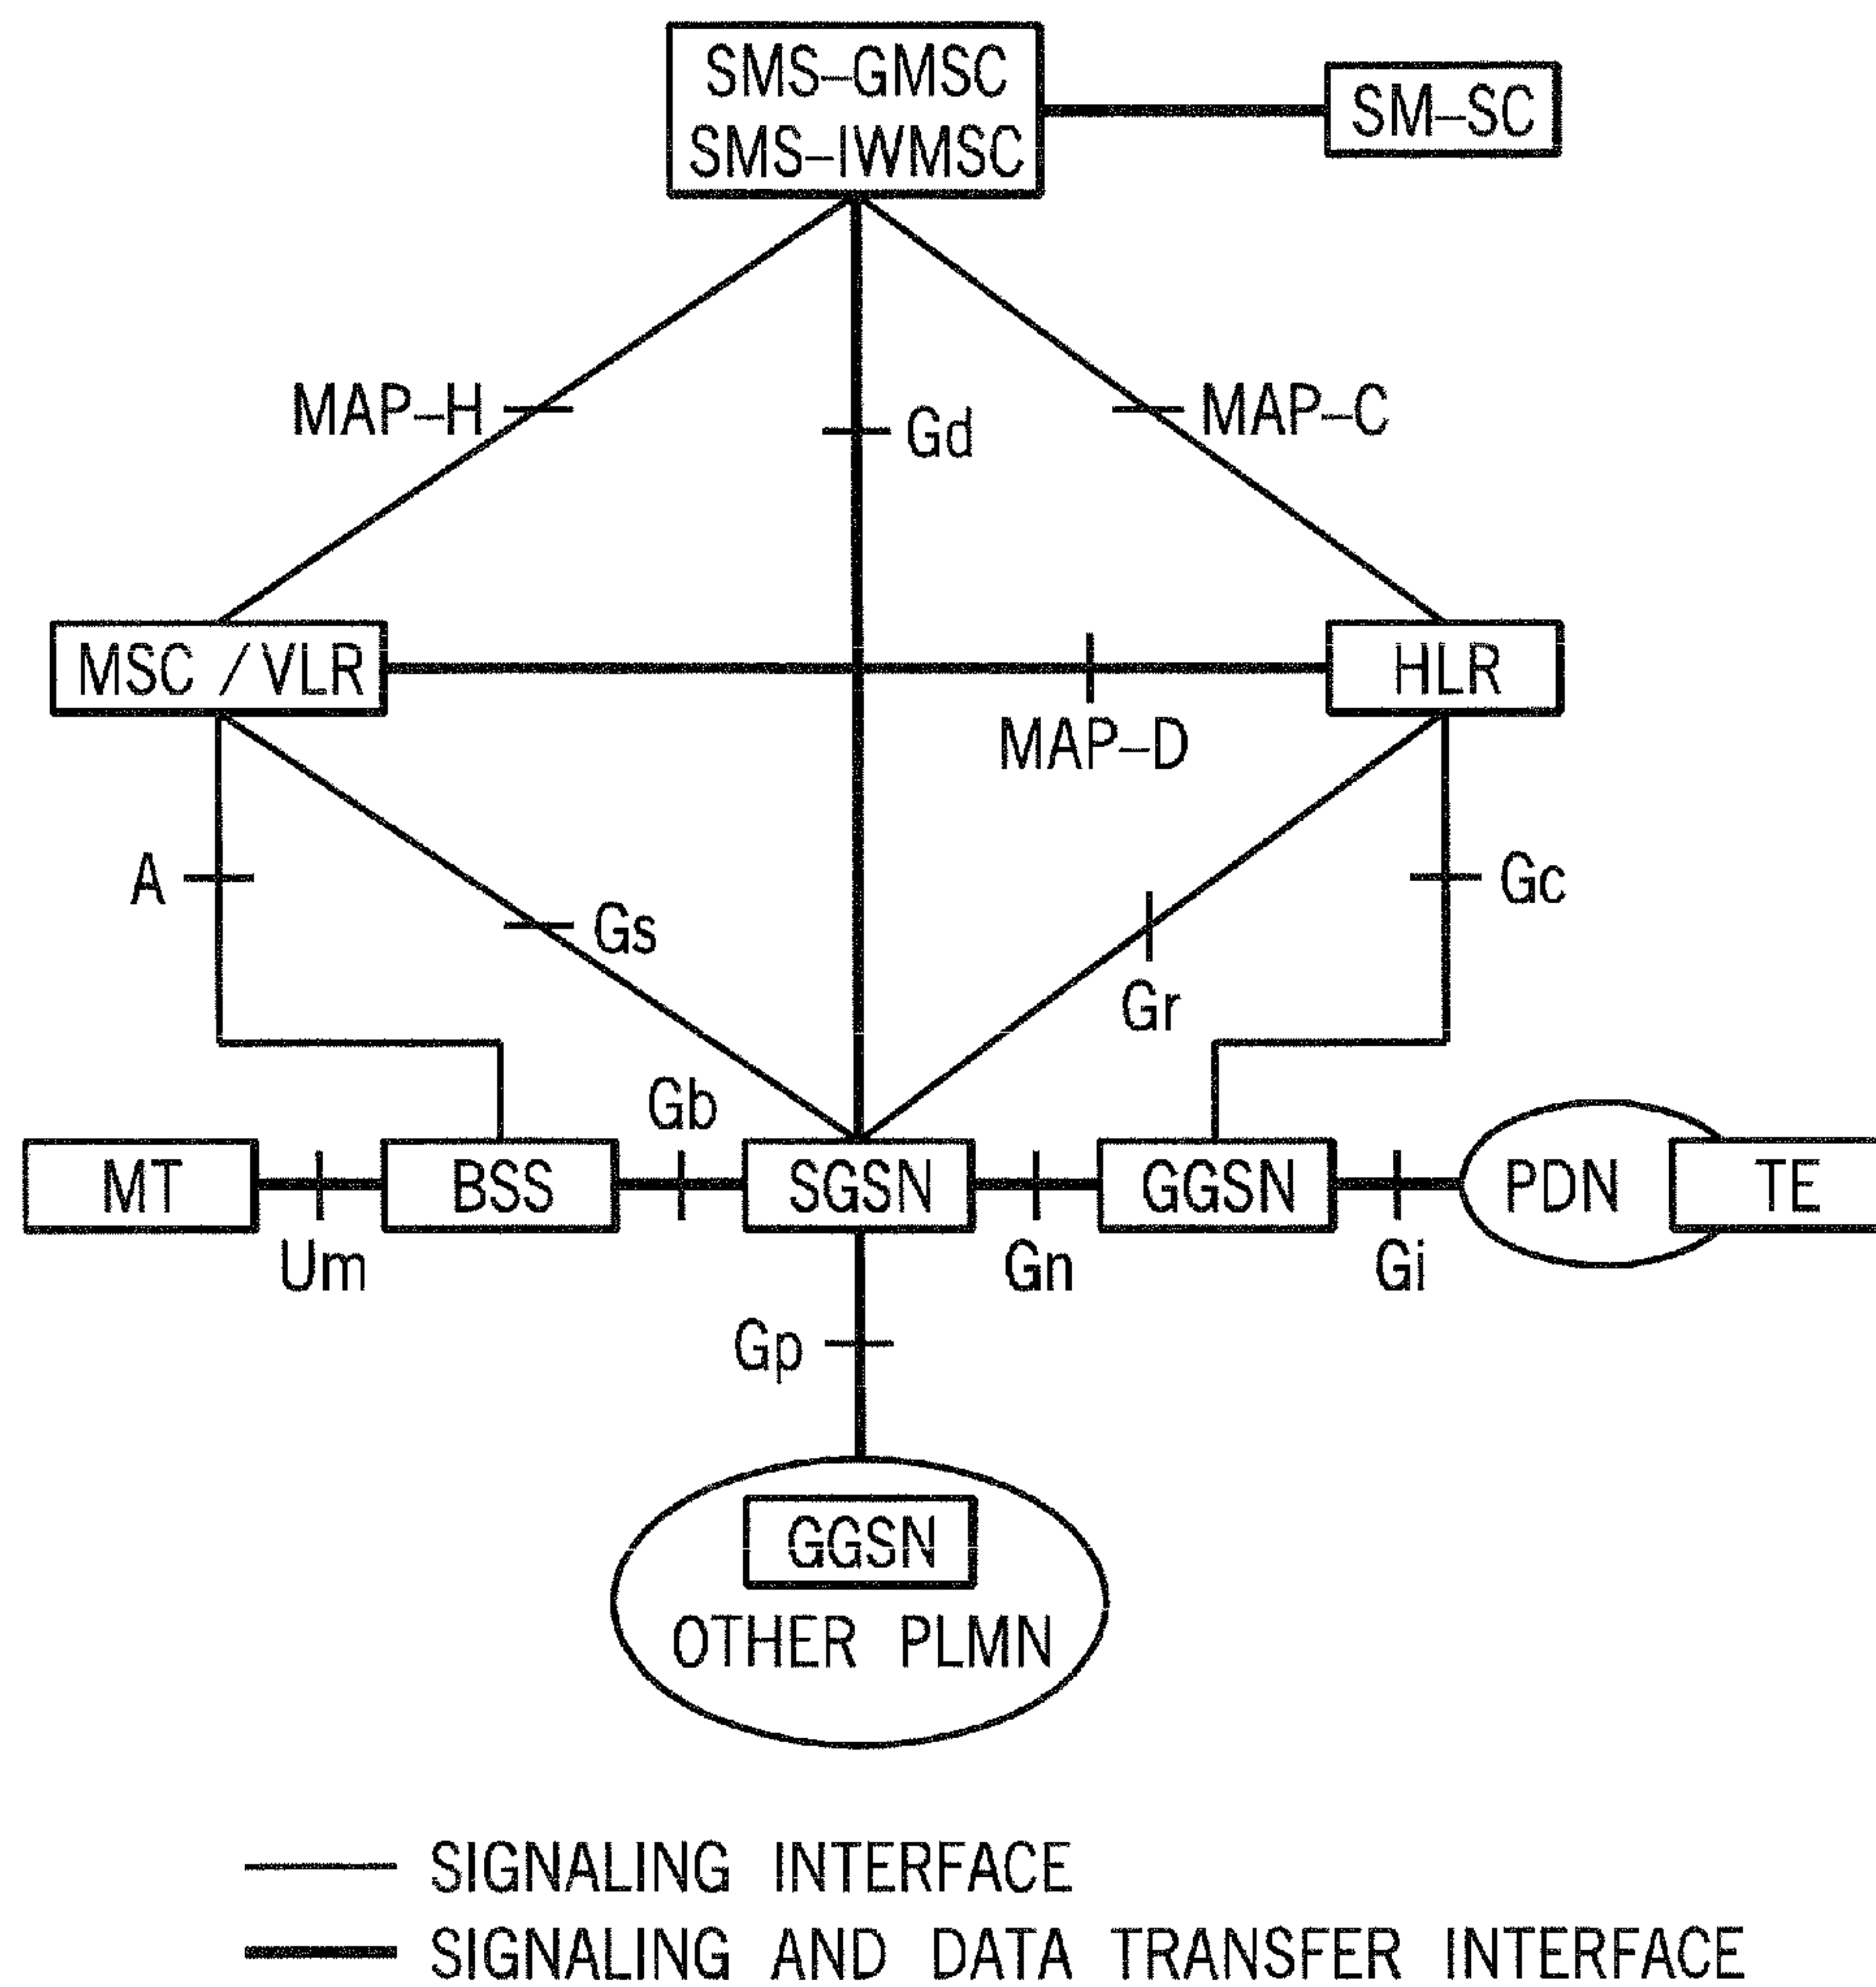 SMS–GMSC
SMS–IWMSC
SM–SC
MAP–H
Gd
MAP–C
MSC / VLR
HLR
MAP–D
A
Gs
Gc
Gr
Gb
MT
BSS
SGSN
GGSN
PDN
TE
Um
Gn
Gi
Gp
GGSN
OTHER PLMN
SIGNALING INTERFACE
SIGNALING AND DATA TRANSFER INTERFACE